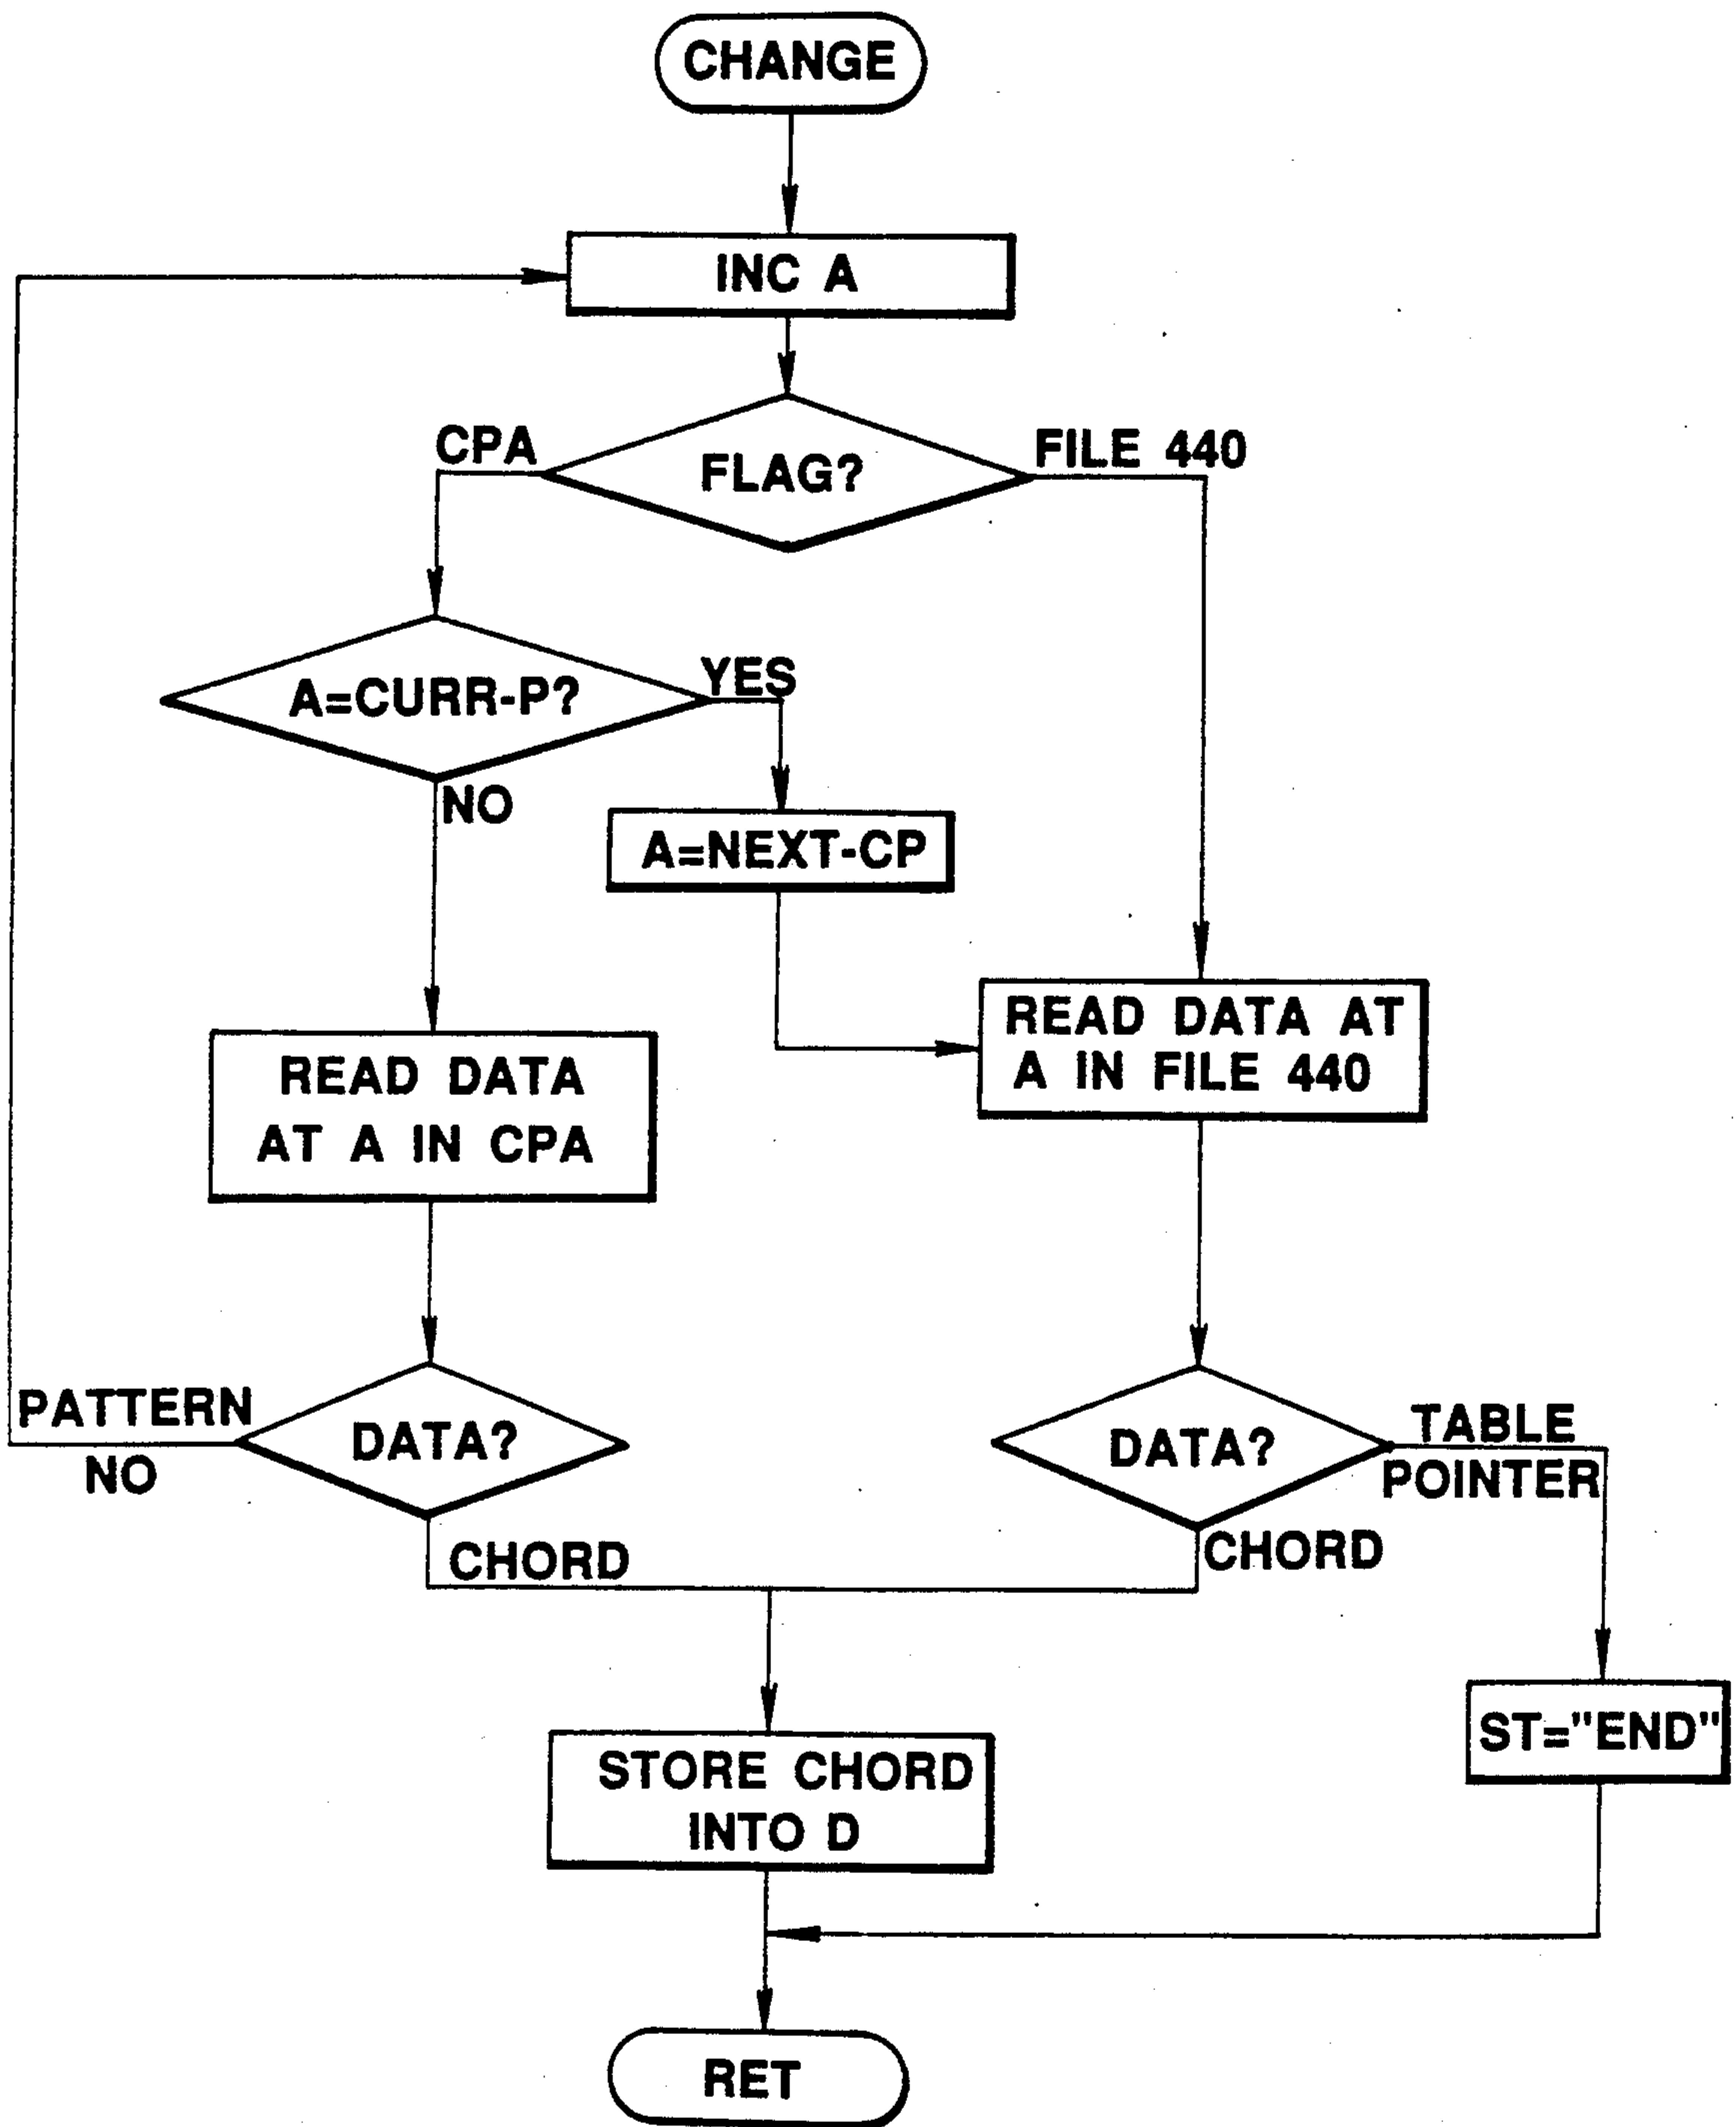 CHANGE
INC A
CPA
FLAG?
FILE 440
A=CURR-P?
YES
NO
A=NEXT-CP
READ DATA AT
A IN FILE 440
READ DATA
AT A IN CPA
PATTERN
NO
DATA?
CHORD
DATA?
TABLE
POINTER
CHORD
STORE CHORD
INTO D
ST="END"
RET